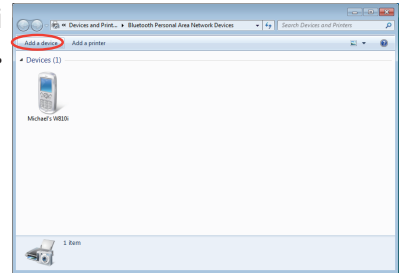 Devices and Print... ▸ Bluetooth Personal Area Network Devices
Search Devices and Printers
Add a device Add a printer
Devices (1)
Michael's W810i
1 item